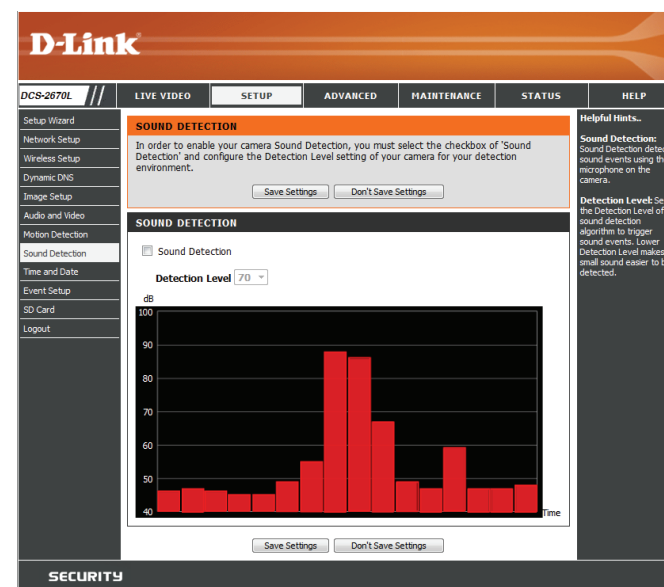 D-Link
DCS-2670L
LIVE VIDEO
SETUP
ADVANCED
MAINTENANCE
STATUS
HELP
Setup Wizard
Network Setup
Wireless Setup
Dynamic DNS
Image Setup
Audio and Video
Motion Detection
Sound Detection
Time and Date
Event Setup
SD Card
Logout
SOUND DETECTION
In order to enable your camera Sound Detection, you must select the checkbox of 'Sound
Detection' and configure the Detection Level setting of your camera for your detection
environment.
Save Settings
Don't Save Settings
SOUND DETECTION
Sound Detection
Detection Level 70
dB
100
90
80
70
60
50
40
Time
Save Settings
Don't Save Settings
Helpful Hints..
Sound Detection:
Sound Detection detec
sound events using th
microphone on the
camera.
Detection Level: Se
the Detection Level of
sound detection
algorithm to trigger
sound events. Lower
Detection Level makes
small sound easier to b
detected.
SECURITY